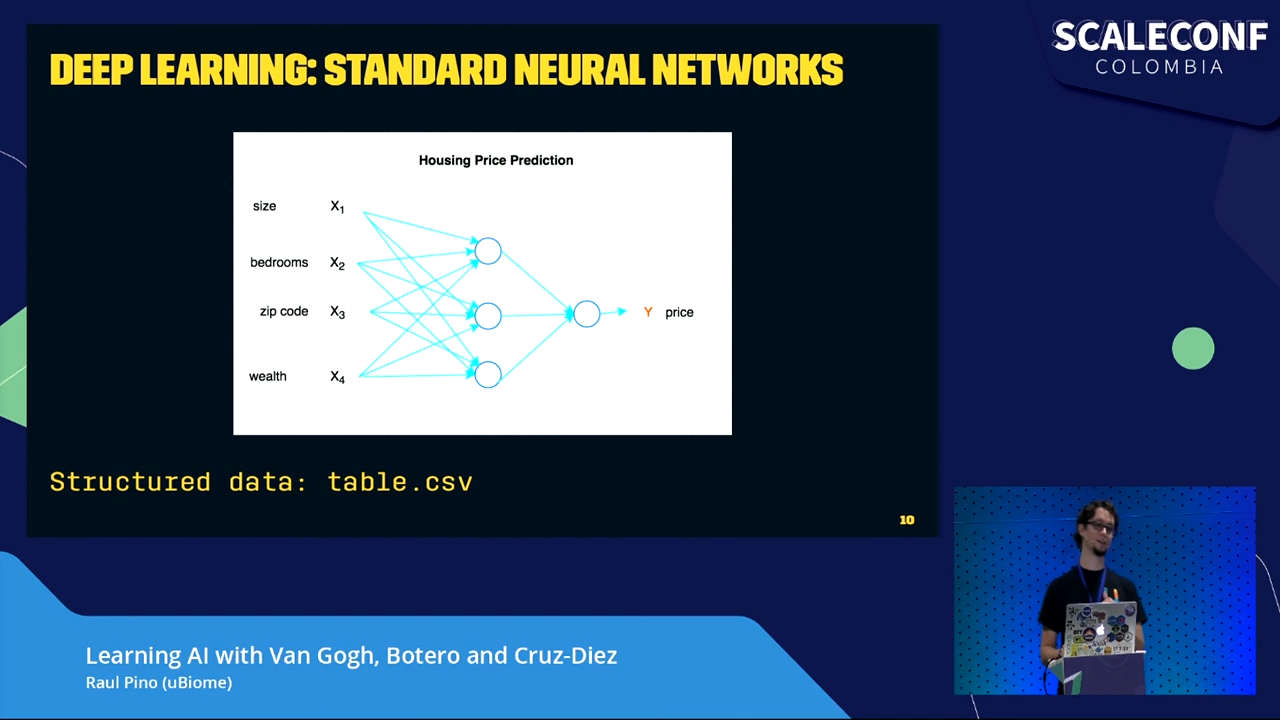 SCALECONF
COLOMBIA
DEEP LEARNING: STANDARD NEURAL NETWORKS
Housing Price Prediction
size X1
bedrooms X2
zip code X3
wealth X4
Y price
Structured data: table.csv
10
Learning AI with Van Gogh, Botero and Cruz-Diez
Raul Pino (uBiome)